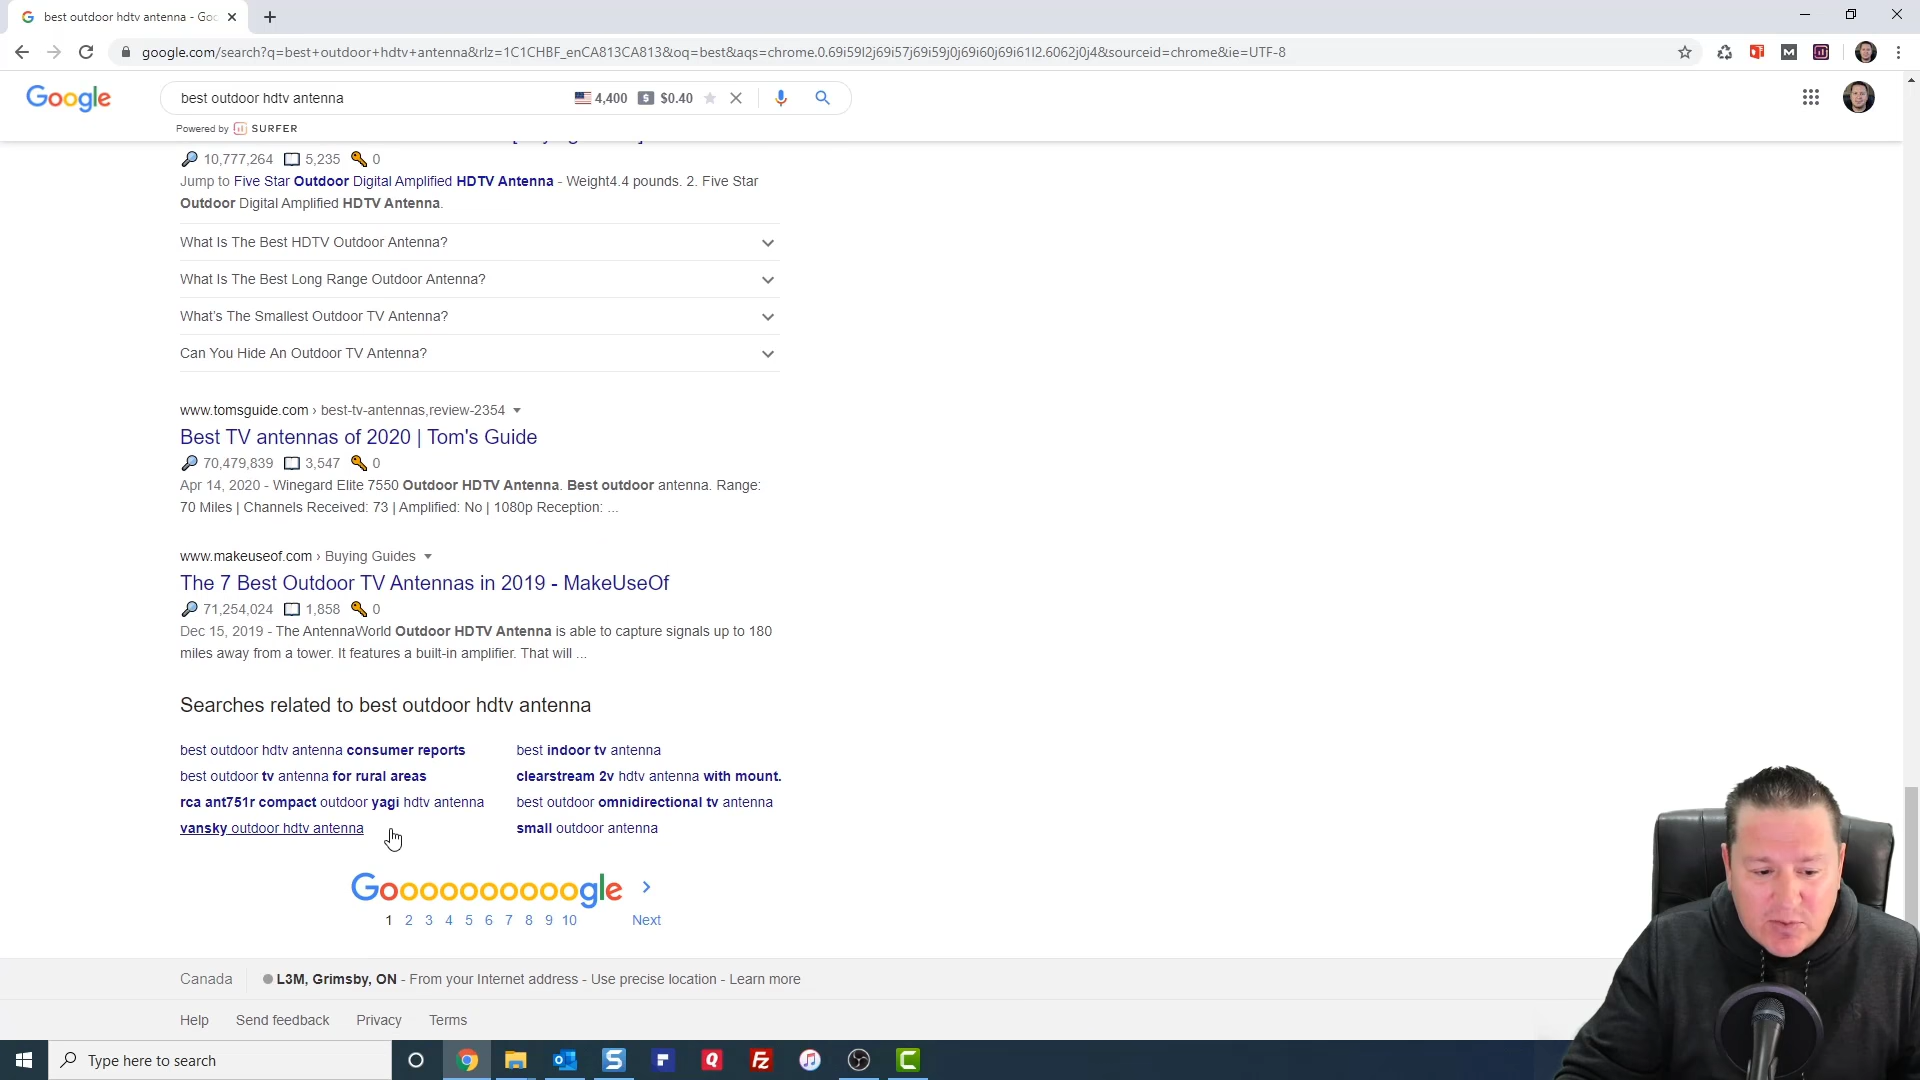 best outdoor hdtv antenna - Goo
google.com/search?q=best+outdoor+hdtv+antenna&rlz=1C1CHBF_enCA813CA813&oq=best&aqs=chrome.0.69i59l2j69i57j69i59j0j69i60j69i61l2.6062j0j4&sourceid=chrome&ie=UTF-8
Google
best outdoor hdtv antenna
4,400
$0.40
Powered by SURFER
10,777,264 5,235 0
Jump to Five Star Outdoor Digital Amplified HDTV Antenna - Weight4.4 pounds. 2. Five Star
Outdoor Digital Amplified HDTV Antenna.
What Is The Best HDTV Outdoor Antenna?
What Is The Best Long Range Outdoor Antenna?
What's The Smallest Outdoor TV Antenna?
Can You Hide An Outdoor TV Antenna?
www.tomsguide.com › best-tv-antennas,review-2354
Best TV antennas of 2020 | Tom's Guide
70,479,839 3,547 0
Apr 14, 2020 - Winegard Elite 7550 Outdoor HDTV Antenna. Best outdoor antenna. Range:
70 Miles | Channels Received: 73 | Amplified: No | 1080p Reception: ...
www.makeuseof.com › Buying Guides
The 7 Best Outdoor TV Antennas in 2019 - MakeUseOf
71,254,024 1,858 0
Dec 15, 2019 - The AntennaWorld Outdoor HDTV Antenna is able to capture signals up to 180
miles away from a tower. It features a built-in amplifier. That will ...
Searches related to best outdoor hdtv antenna
best outdoor hdtv antenna consumer reports
best indoor tv antenna
best outdoor tv antenna for rural areas
clearstream 2v hdtv antenna with mount.
rca ant751r compact outdoor yagi hdtv antenna
best outdoor omnidirectional tv antenna
vansky outdoor hdtv antenna
small outdoor antenna
Goooooooooogle
1 2 3 4 5 6 7 8 9 10 Next
Canada
L3M, Grimsby, ON - From your Internet address - Use precise location - Learn more
Help Send feedback Privacy Terms
Type here to search